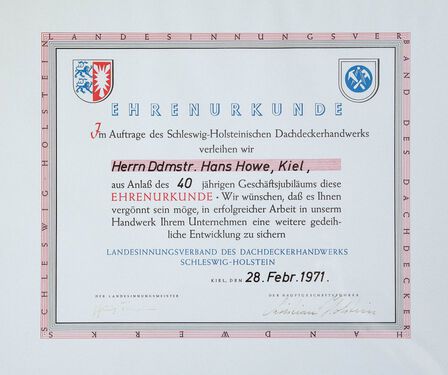 LANDESINNUNGSVERBAND DES DACHDECKERHANDWERKS SCHLESWIG-HOLSTEIN
EHRENURKUNDE
Im Auftrage des Schleswig-Holsteinischen Dachdeckerhandwerks
verleihen wir
Herrn Ddmstr. Hans Howe, Kiel,
aus Anlaß des 40 jährigen Geschäftsjubiläums diese
EHRENURKUNDE · Wir wünschen, daß es Ihnen
vergönnt sein möge, in erfolgreicher Arbeit in unserm
Handwerk Ihrem Unternehmen eine weitere gedeih-
liche Entwicklung zu sichern
LANDESINNUNGSVERBAND DES DACHDECKERHANDWERKS
SCHLESWIG-HOLSTEIN
KIEL, DEN 28. Febr. 1971.
DER LANDESINNUNGSMEISTER DER HAUPTGESCHÄFTSFÜHRER